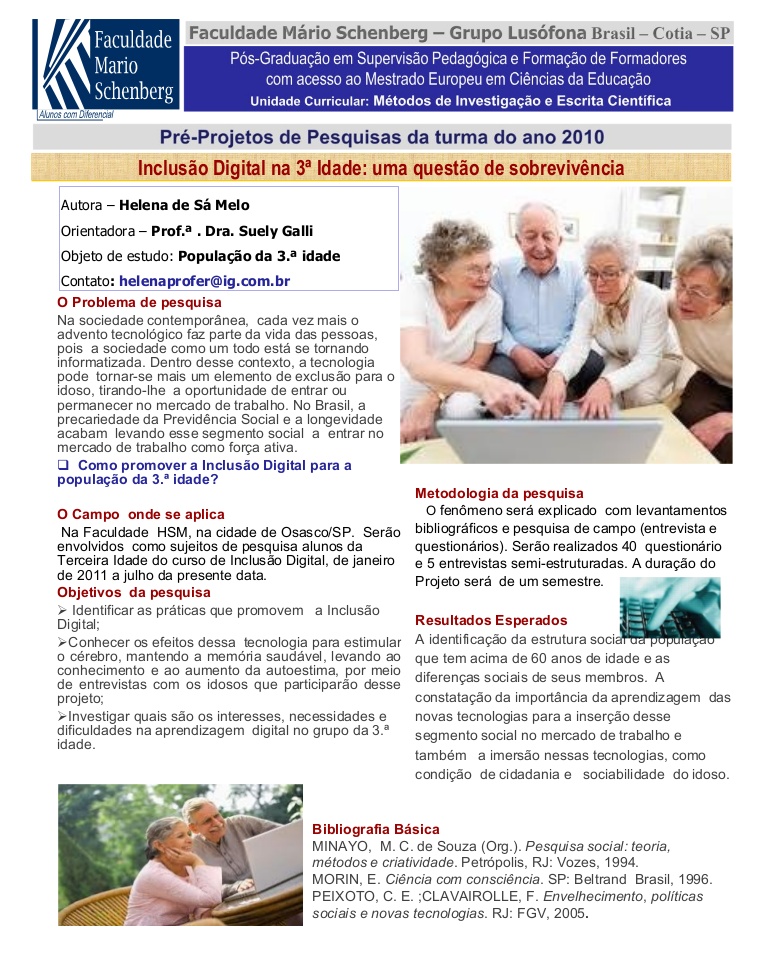 Faculdade
Mario
Schenberg
Alunos com Diferencial
Faculdade Mário Schenberg – Grupo Lusófona Brasil – Cotia – SP
Pós-Graduação em Supervisão Pedagógica e Formação de Formadores
com acesso ao Mestrado Europeu em Ciências da Educação
Unidade Curricular: Métodos de Investigação e Escrita Científica
Pré-Projetos de Pesquisas da turma do ano 2010
Inclusão Digital na 3ª Idade: uma questão de sobrevivência
Autora – Helena de Sá Melo
Orientadora – Prof.ª . Dra. Suely Galli
Objeto de estudo: População da 3.ª idade
Contato: helenaprofer@ig.com.br
O Problema de pesquisa
Na sociedade contemporânea, cada vez mais o
advento tecnológico faz parte da vida das pessoas,
pois a sociedade como um todo está se tornando
informatizada. Dentro desse contexto, a tecnologia
pode tornar-se mais um elemento de exclusão para o
idoso, tirando-lhe a oportunidade de entrar ou
permanecer no mercado de trabalho. No Brasil, a
precariedade da Previdência Social e a longevidade
acabam levando esse segmento social a entrar no
mercado de trabalho como força ativa.
❑ Como promover a Inclusão Digital para a
população da 3.ª idade?
O Campo onde se aplica
Na Faculdade HSM, na cidade de Osasco/SP. Serão
envolvidos como sujeitos de pesquisa alunos da
Terceira Idade do curso de Inclusão Digital, de janeiro
de 2011 a julho da presente data.
Objetivos da pesquisa
➢ Identificar as práticas que promovem a Inclusão
Digital;
➢Conhecer os efeitos dessa tecnologia para estimular
o cérebro, mantendo a memória saudável, levando ao
conhecimento e ao aumento da autoestima, por meio
de entrevistas com os idosos que participarão desse
projeto;
➢Investigar quais são os interesses, necessidades e
dificuldades na aprendizagem digital no grupo da 3.ª
idade.
Metodologia da pesquisa
O fenômeno será explicado com levantamentos
bibliográficos e pesquisa de campo (entrevista e
questionários). Serão realizados 40 questionário
e 5 entrevistas semi-estruturadas. A duração do
Projeto será de um semestre.
Resultados Esperados
A identificação da estrutura social da população
que tem acima de 60 anos de idade e as
diferenças sociais de seus membros. A
constatação da importância da aprendizagem das
novas tecnologias para a inserção desse
segmento social no mercado de trabalho e
também a imersão nessas tecnologias, como
condição de cidadania e sociabilidade do idoso.
Bibliografia Básica
MINAYO, M. C. de Souza (Org.). Pesquisa social: teoria,
métodos e criatividade. Petrópolis, RJ: Vozes, 1994.
MORIN, E. Ciência com consciência. SP: Beltrand Brasil, 1996.
PEIXOTO, C. E. ;CLAVAIROLLE, F. Envelhecimento, políticas
sociais e novas tecnologias. RJ: FGV, 2005.